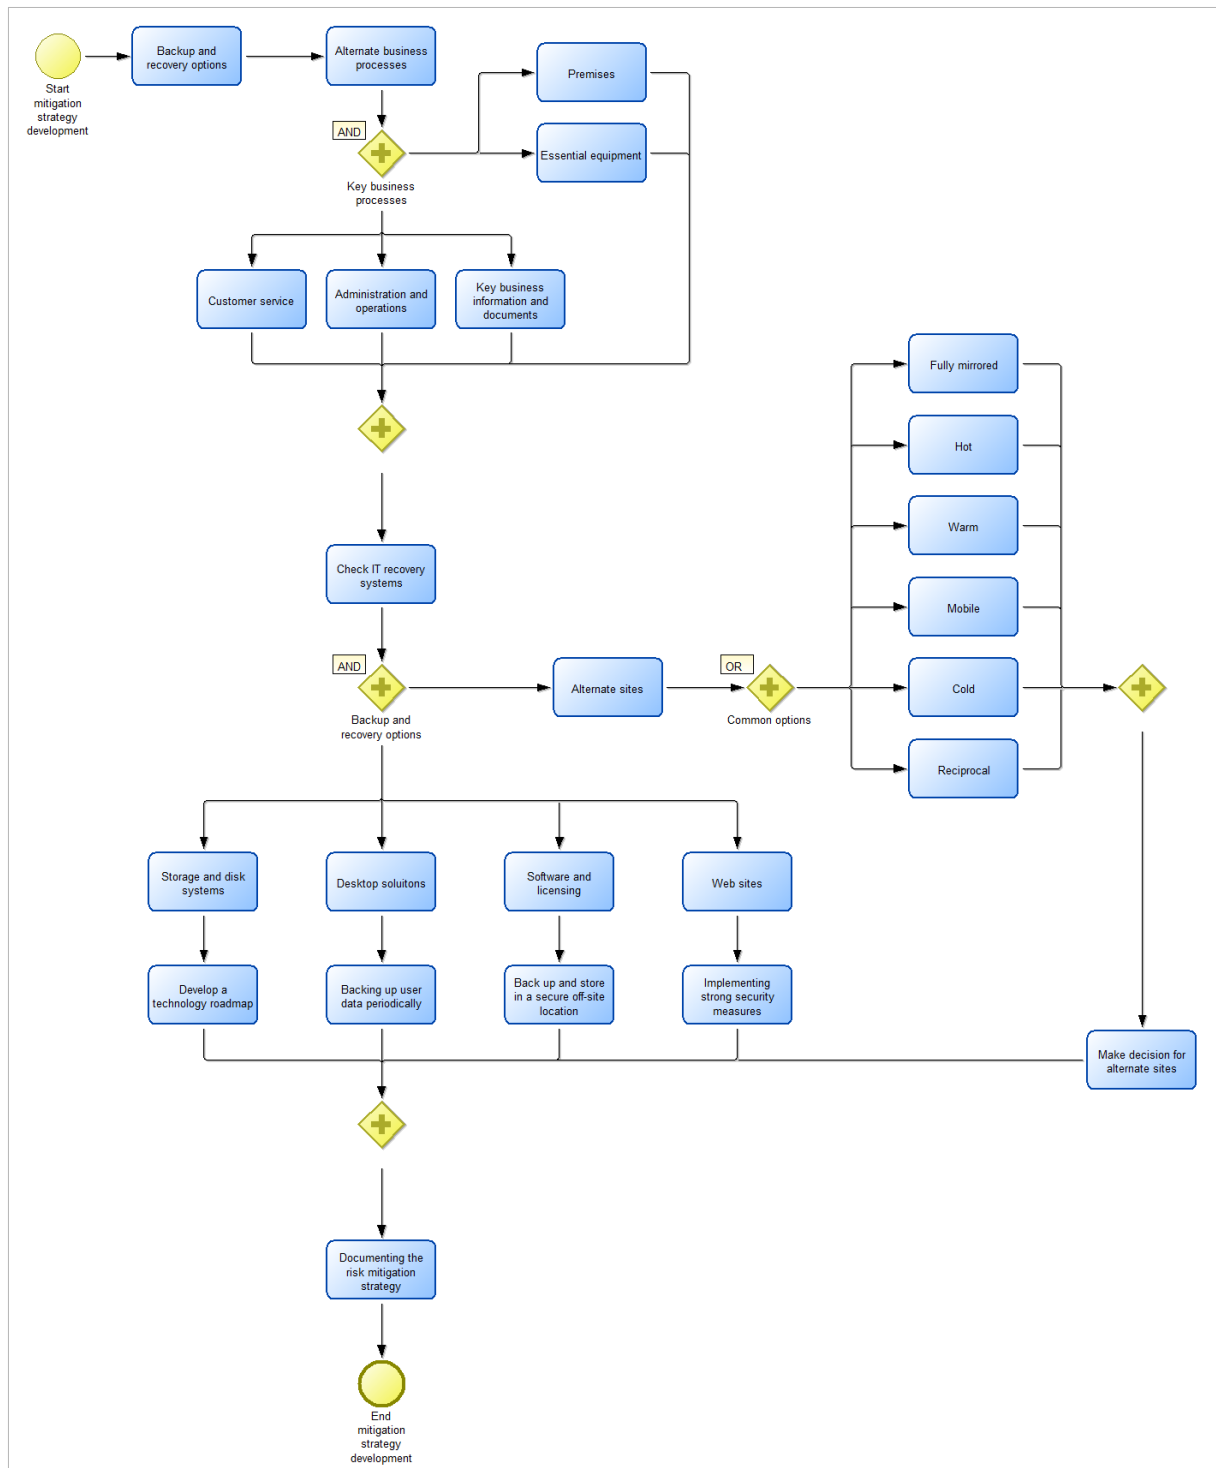 Start
mitigation
strategy
development
Backup and
recovery options
Alternate business
processes
Premises
AND
Essential equipment
Key business
processes
Customer service
Administration and
operations
Key business
information and
documents
Fully mirrored
Hot
Warm
Check IT recovery
systems
Mobile
AND
Backup and
recovery options
Alternate sites
OR
Common options
Cold
Reciprocal
Storage and disk
systems
Desktop soluitons
Software and
licensing
Web sites
Develop a
technology roadmap
Backing up user
data periodically
Back up and store
in a secure off-site
location
Implementing
strong security
measures
Make decision for
alternate sites
Documenting the
risk mitigation
strategy
End
mitigation
strategy
development